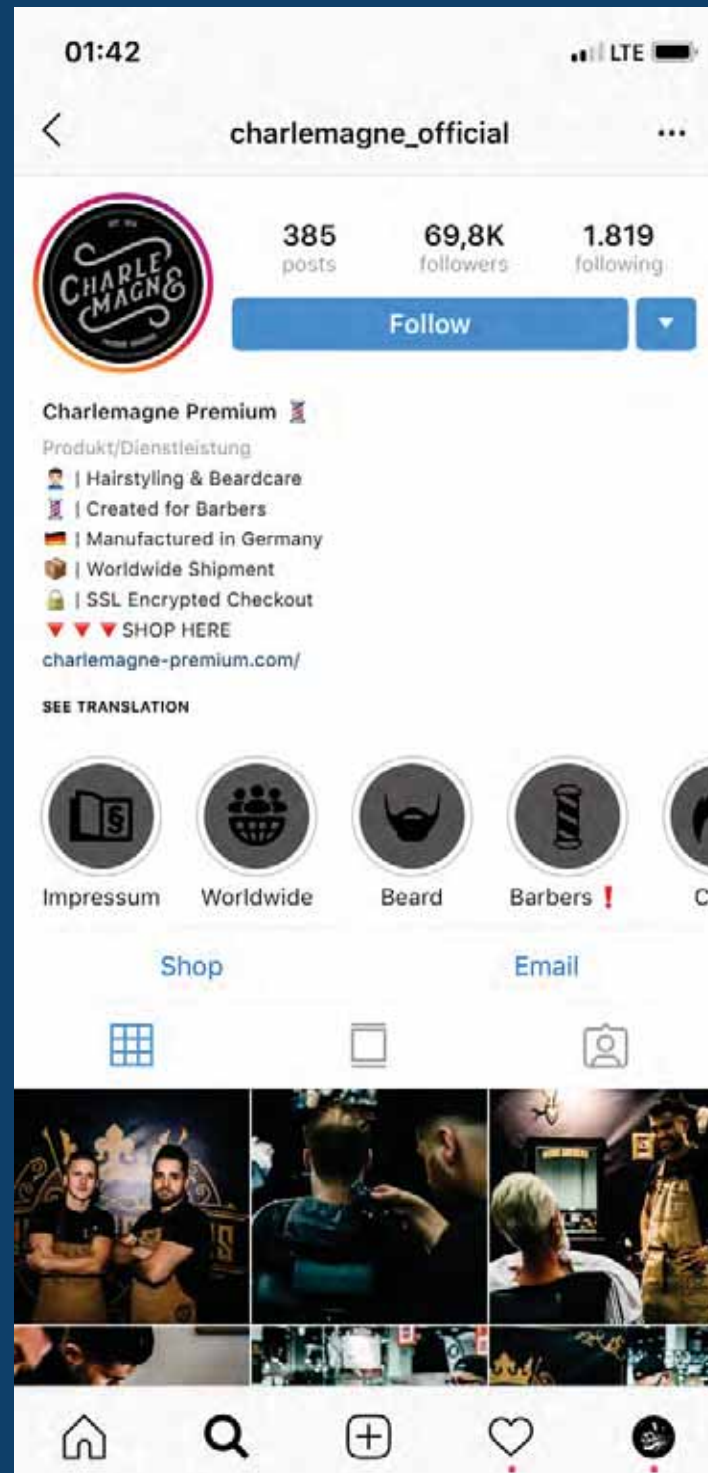 01:42
LTE
charlemagne_official
385
posts
69,8K
followers
1.819
following
CHARLE
MAGNE
Follow
Charlemagne Premium
Produkt/Dienstleistung
| Hairstyling & Beardcare
| Created for Barbers
| Manufactured in Germany
| Worldwide Shipment
| SSL Encrypted Checkout
SHOP HERE
charlemagne-premium.com/
SEE TRANSLATION
§
Impressum
Worldwide
Beard
Barbers❗
C
Shop
Email